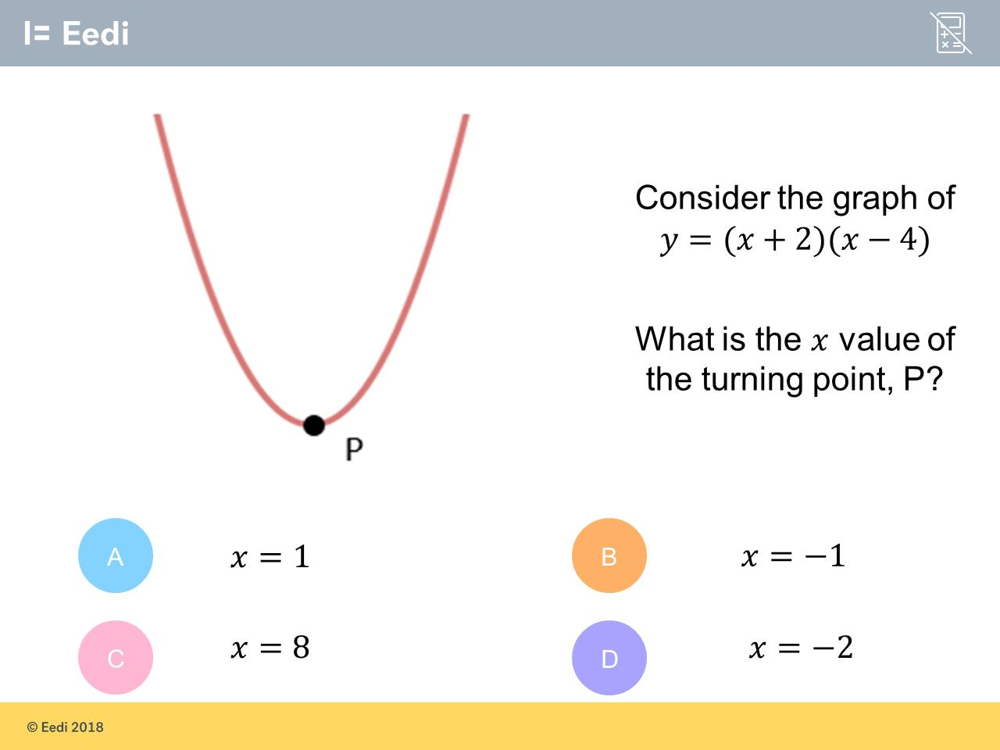 Eedi
Consider the graph of
y = (x + 2)(x − 4)
What is the x value of
the turning point, P?
P
A
x = 1
B
x = −1
C
x = 8
D
x = −2
© Eedi 2018